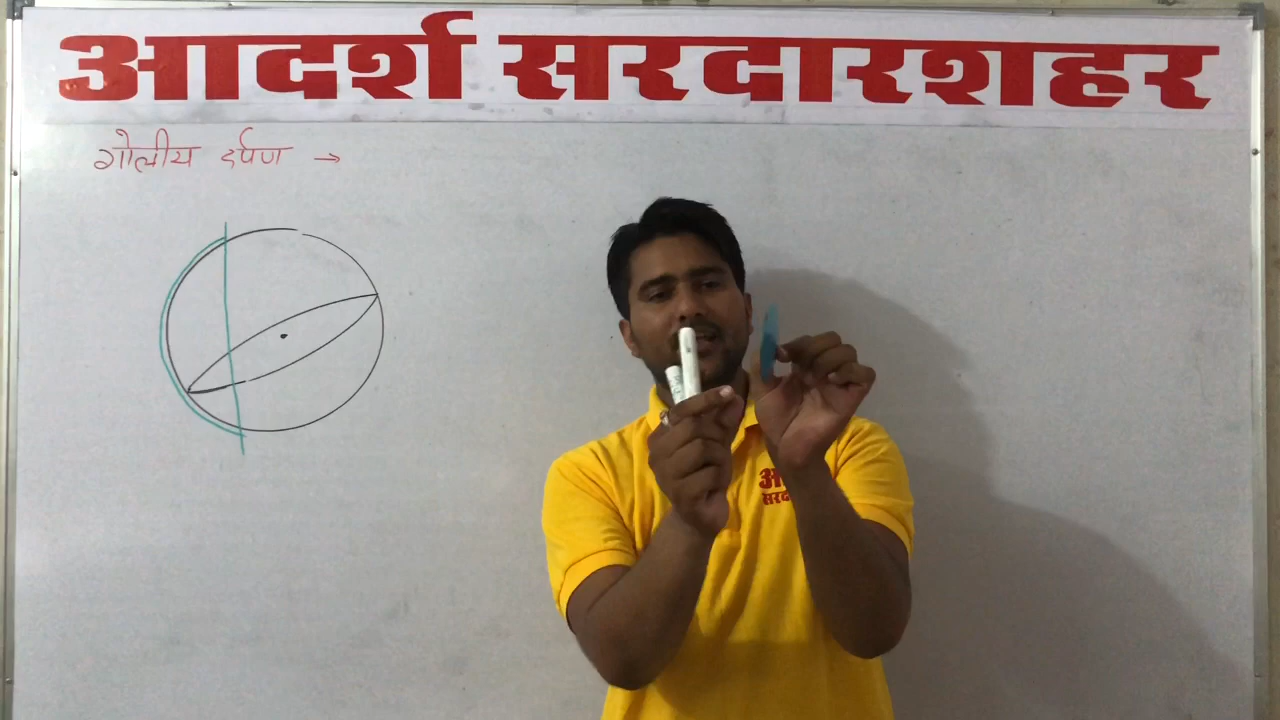 आदर्श सरदारशहर
गोलीय दर्पण →